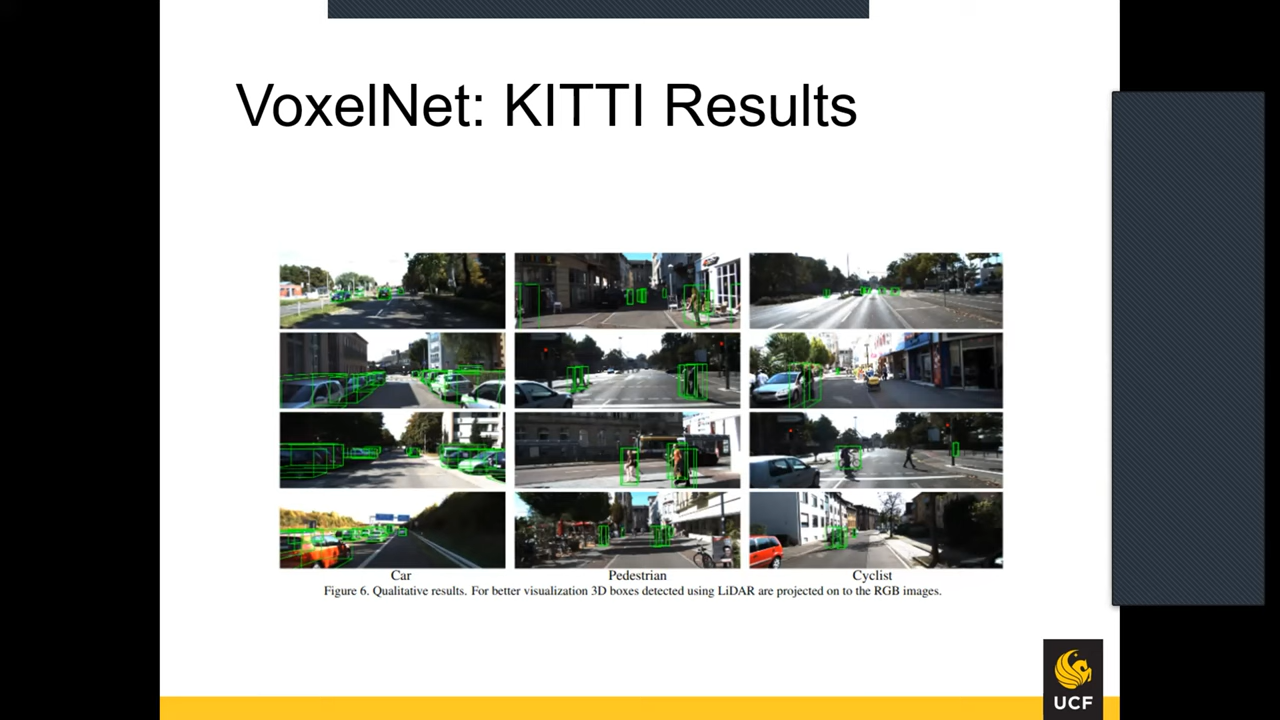 VoxelNet: KITTI Results
Car Pedestrian Cyclist
Figure 6. Qualitative results. For better visualization 3D boxes detected using LiDAR are projected on to the RGB images.
UCF